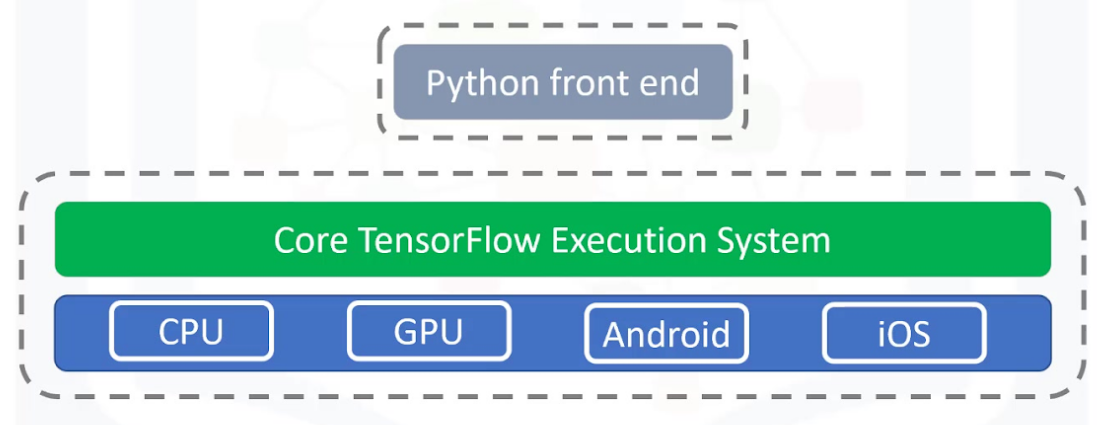 Python front end
Core TensorFlow Execution System
CPU GPU Android iOS